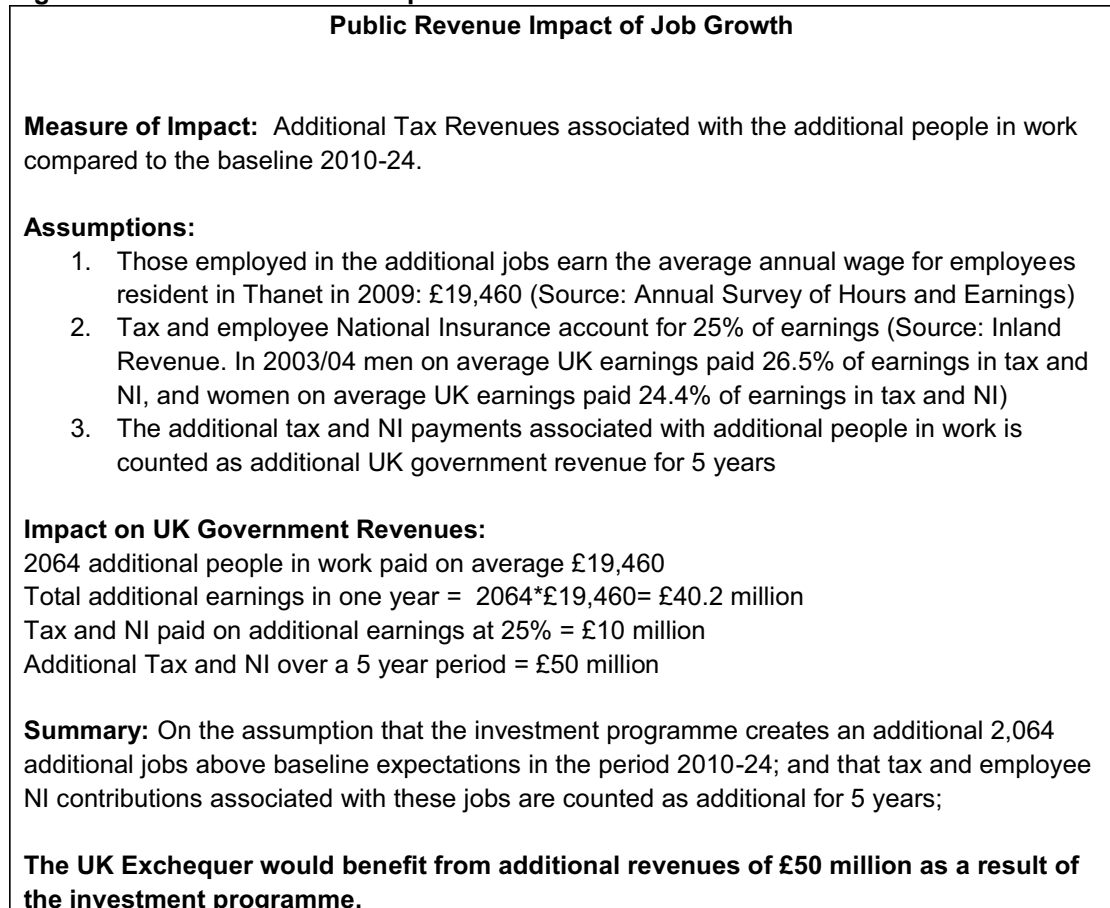 Public Revenue Impact of Job Growth
Measure of Impact: Additional Tax Revenues associated with the additional people in work
compared to the baseline 2010-24.
Assumptions:
1. Those employed in the additional jobs earn the average annual wage for employees
resident in Thanet in 2009: £19,460 (Source: Annual Survey of Hours and Earnings)
2. Tax and employee National Insurance account for 25% of earnings (Source: Inland
Revenue. In 2003/04 men on average UK earnings paid 26.5% of earnings in tax and
NI, and women on average UK earnings paid 24.4% of earnings in tax and NI)
3. The additional tax and NI payments associated with additional people in work is
counted as additional UK government revenue for 5 years
Impact on UK Government Revenues:
2064 additional people in work paid on average £19,460
Total additional earnings in one year = 2064*£19,460= £40.2 million
Tax and NI paid on additional earnings at 25% = £10 million
Additional Tax and NI over a 5 year period = £50 million
Summary: On the assumption that the investment programme creates an additional 2,064
additional jobs above baseline expectations in the period 2010-24; and that tax and employee
NI contributions associated with these jobs are counted as additional for 5 years;
The UK Exchequer would benefit from additional revenues of £50 million as a result of
the investment programme.